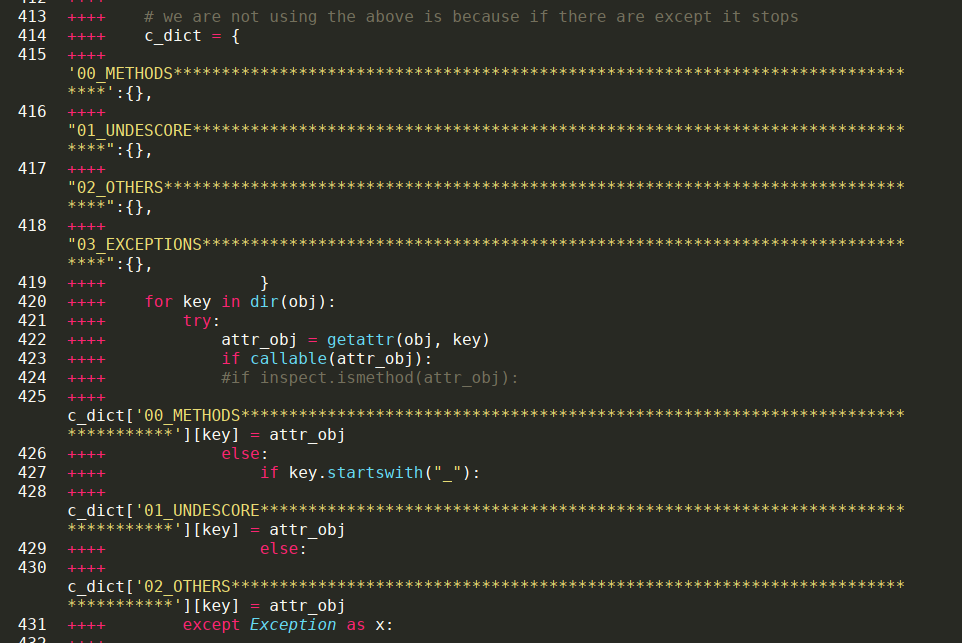 413 ++++    # we are not using the above is because if there are except it stops
414 ++++    c_dict = {
415 ++++
'00_METHODS****************************************************************************
****':{},
416 ++++
"01_UNDESCORE**************************************************************************
****":{},
417 ++++
"02_OTHERS*****************************************************************************
****":{},
418 ++++
"03_EXCEPTIONS*************************************************************************
****":{},
419 ++++                }
420 ++++    for key in dir(obj):
421 ++++        try:
422 ++++            attr_obj = getattr(obj, key)
423 ++++            if callable(attr_obj):
424 ++++            #if inspect.ismethod(attr_obj):
425 ++++
c_dict['00_METHODS*********************************************************************
***********'][key] = attr_obj
426 ++++            else:
427 ++++                if key.startswith("_"):
428 ++++
c_dict['01_UNDESCORE*******************************************************************
***********'][key] = attr_obj
429 ++++                else:
430 ++++
c_dict['02_OTHERS**********************************************************************
***********'][key] = attr_obj
431 ++++        except Exception as x: